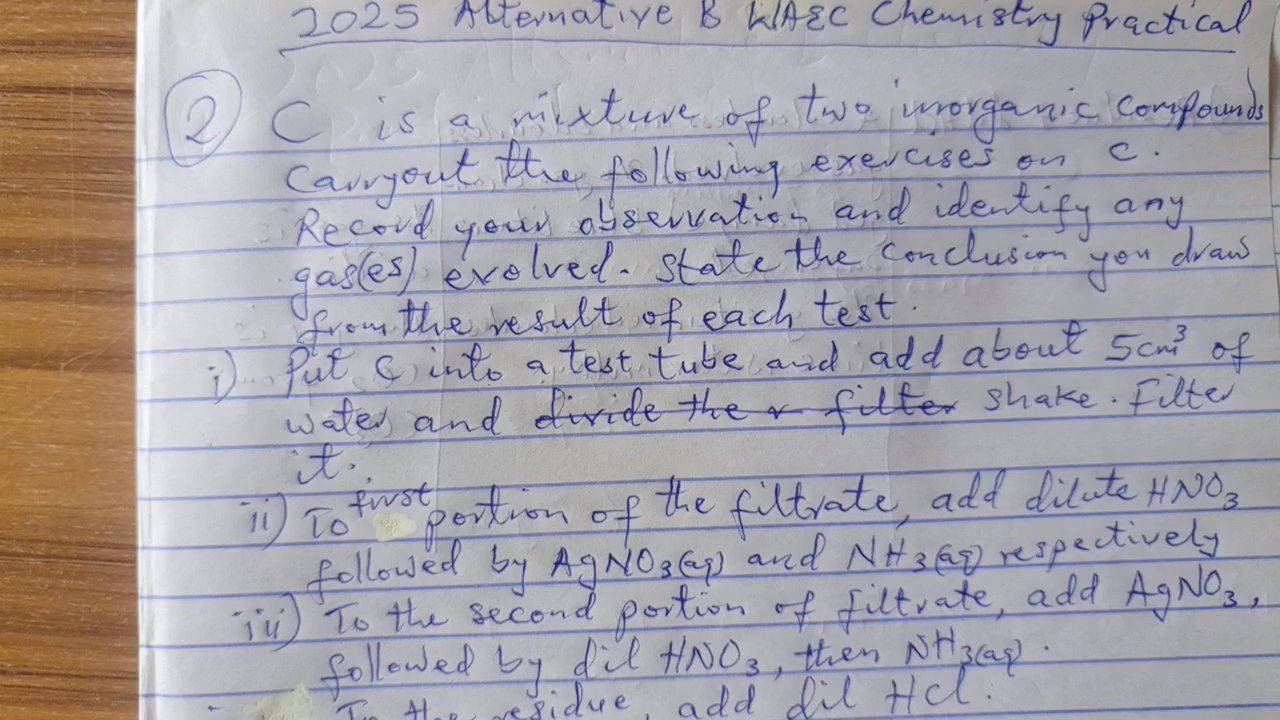 2025 Alternative B WAEC Chemistry Practical
② C is a mixture of two inorganic compounds
Carryout the following exercises on C.
Record your observation and identify any
gas(es) evolved. State the conclusion you draw
from the result of each test.
i) Put C into a test tube and add about 5cm³ of
water and divide the filter shake. Filter
it.
ii) To first portion of the filtrate, add dilute HNO₃
followed by AgNO₃(aq) and NH₃(aq) respectively
iii) To the second portion of filtrate, add AgNO₃,
followed by dil HNO₃, then NH₃(aq).
To the residue, add dil HCl.